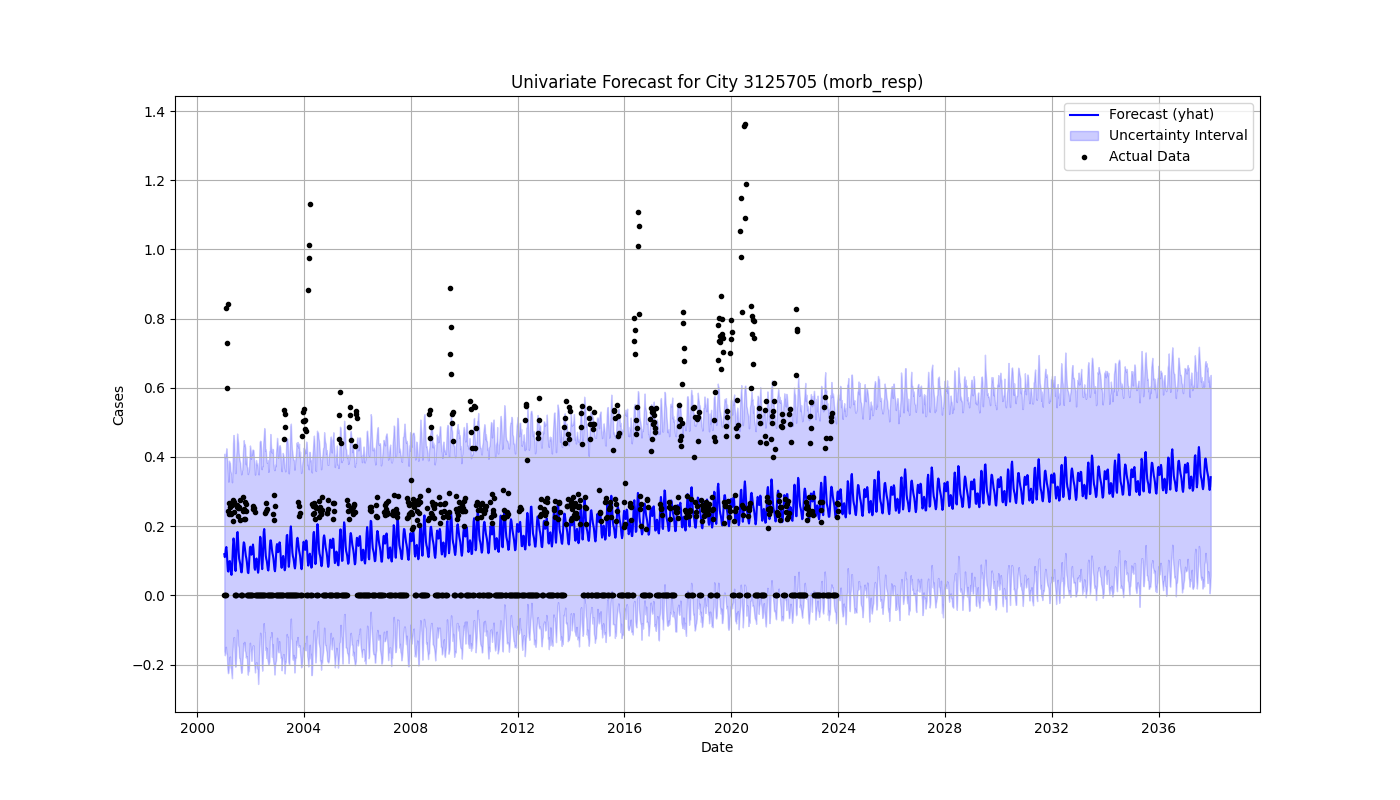 Univariate Forecast for City 3125705 (morb_resp)
Forecast (yhat)
Uncertainty Interval
Actual Data
Cases
1.4
1.2
1.0
0.8
0.6
0.4
0.2
0.0
−0.2
2000 2004 2008 2012 2016 2020 2024 2028 2032 2036
Date